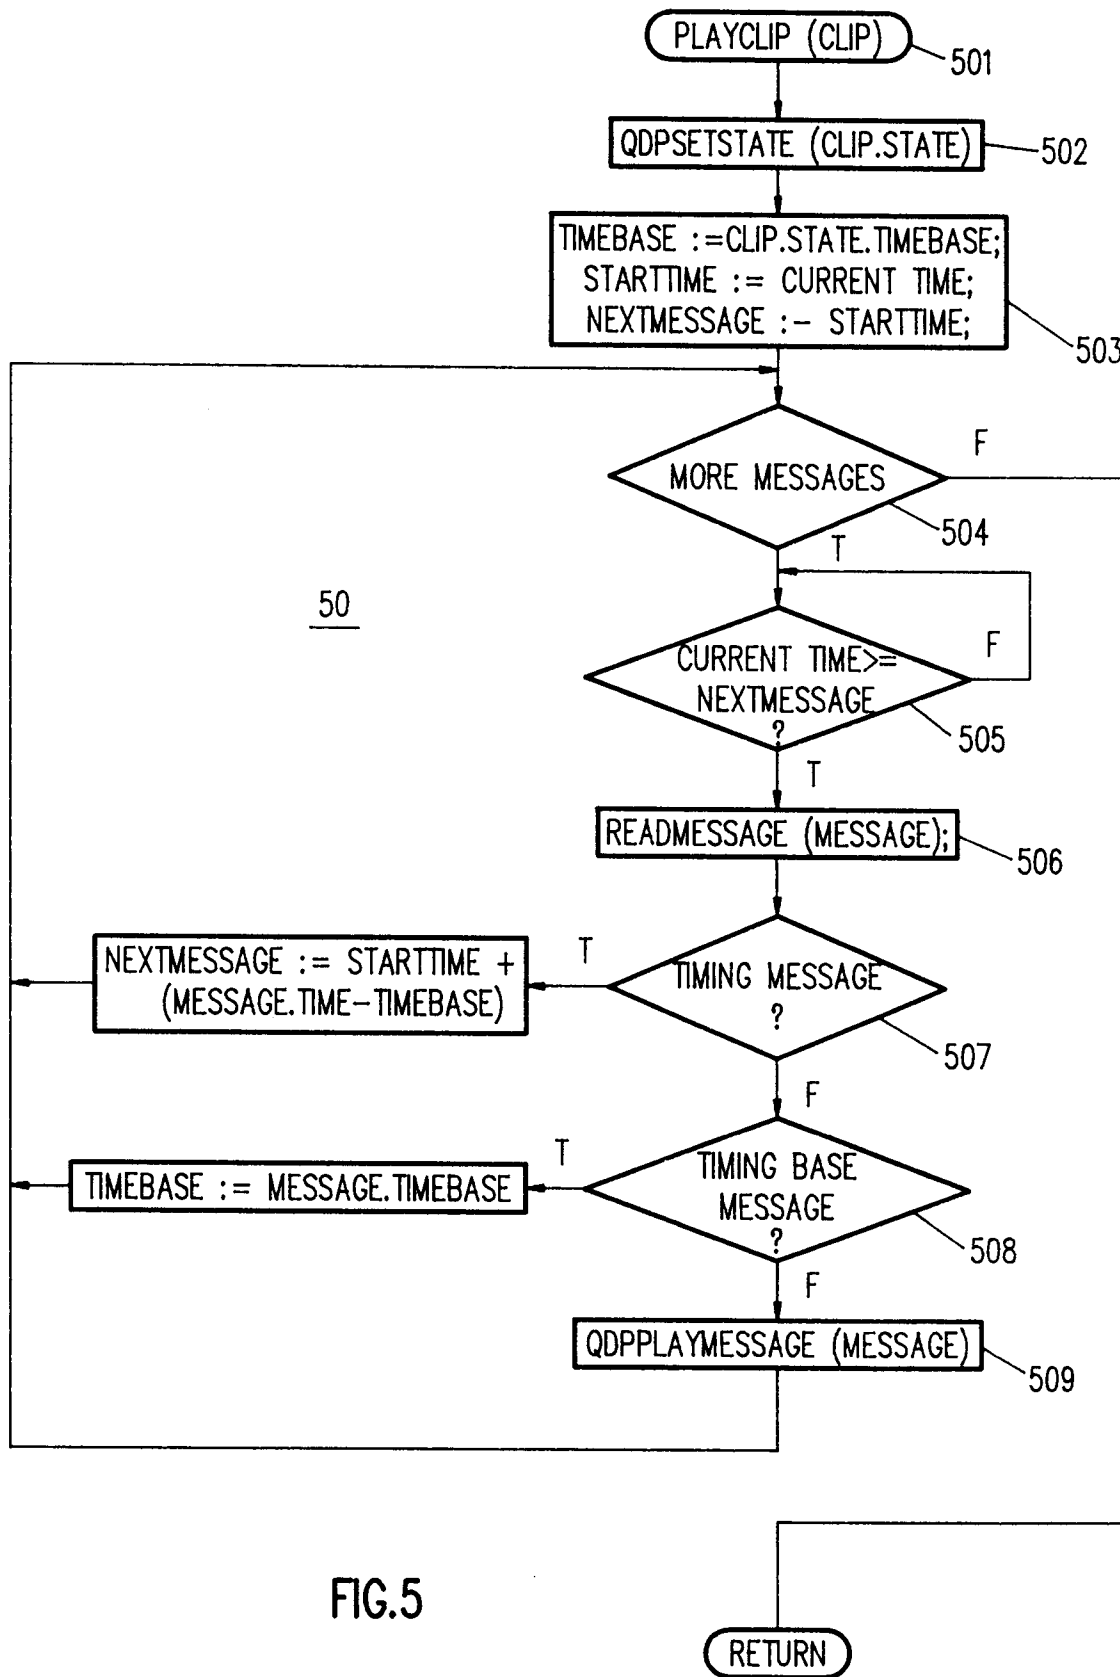 PLAYCLIP (CLIP)
501
QDPSETSTATE (CLIP.STATE)
502
TIMEBASE :=CLIP.STATE.TIMEBASE;
STARTTIME := CURRENT TIME;
NEXTMESSAGE :- STARTTIME;
503
MORE MESSAGES
F
504
T
50
CURRENT TIME>=
NEXTMESSAGE
?
F
505
T
READMESSAGE (MESSAGE);
506
NEXTMESSAGE := STARTTIME +
(MESSAGE.TIME-TIMEBASE)
T
TIMING MESSAGE
?
507
F
TIMEBASE := MESSAGE.TIMEBASE
T
TIMING BASE
MESSAGE
?
508
F
QDPPLAYMESSAGE (MESSAGE)
509
FIG.5
RETURN